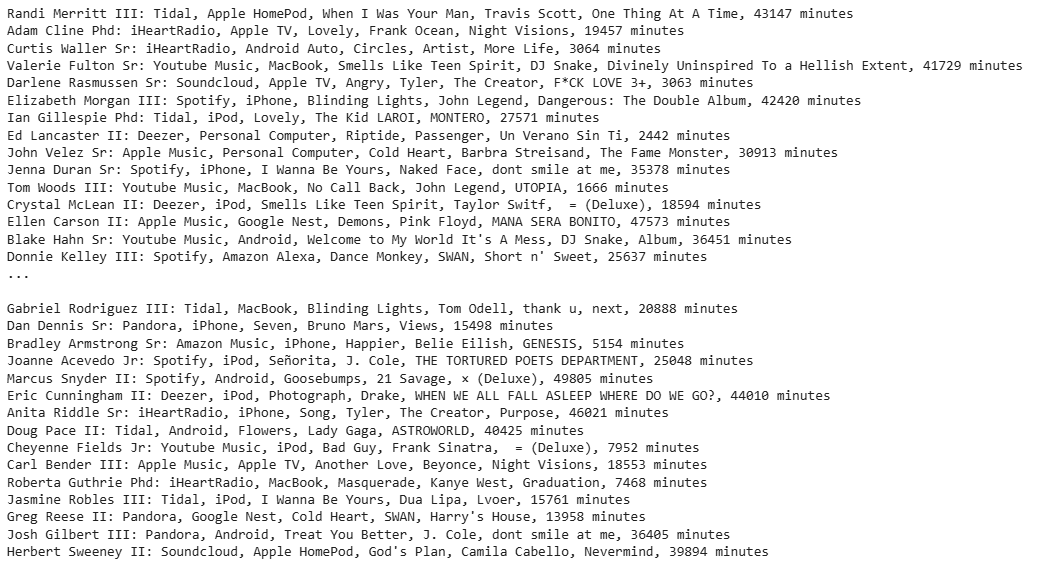 Randi Merritt III: Tidal, Apple HomePod, When I Was Your Man, Travis Scott, One Thing At A Time, 43147 minutes
Adam Cline Phd: iHeartRadio, Apple TV, Lovely, Frank Ocean, Night Visions, 19457 minutes
Curtis Waller Sr: iHeartRadio, Android Auto, Circles, Artist, More Life, 3064 minutes
Valerie Fulton Sr: Youtube Music, MacBook, Smells Like Teen Spirit, DJ Snake, Divinely Uninspired To a Hellish Extent, 41729 minutes
Darlene Rasmussen Sr: Soundcloud, Apple TV, Angry, Tyler, The Creator, F*CK LOVE 3+, 3063 minutes
Elizabeth Morgan III: Spotify, iPhone, Blinding Lights, John Legend, Dangerous: The Double Album, 42420 minutes
Ian Gillespie Phd: Tidal, iPod, Lovely, The Kid LAROI, MONTERO, 27571 minutes
Ed Lancaster II: Deezer, Personal Computer, Riptide, Passenger, Un Verano Sin Ti, 2442 minutes
John Velez Sr: Apple Music, Personal Computer, Cold Heart, Barbra Streisand, The Fame Monster, 30913 minutes
Jenna Duran Sr: Spotify, iPhone, I Wanna Be Yours, Naked Face, dont smile at me, 35378 minutes
Tom Woods III: Youtube Music, MacBook, No Call Back, John Legend, UTOPIA, 1666 minutes
Crystal McLean II: Deezer, iPod, Smells Like Teen Spirit, Taylor Switf,  = (Deluxe), 18594 minutes
Ellen Carson II: Apple Music, Google Nest, Demons, Pink Floyd, MANA SERA BONITO, 47573 minutes
Blake Hahn Sr: Youtube Music, Android, Welcome to My World It's A Mess, DJ Snake, Album, 36451 minutes
Donnie Kelley III: Spotify, Amazon Alexa, Dance Monkey, SWAN, Short n' Sweet, 25637 minutes
...
Gabriel Rodriguez III: Tidal, MacBook, Blinding Lights, Tom Odell, thank u, next, 20888 minutes
Dan Dennis Sr: Pandora, iPhone, Seven, Bruno Mars, Views, 15498 minutes
Bradley Armstrong Sr: Amazon Music, iPhone, Happier, Belie Eilish, GENESIS, 5154 minutes
Joanne Acevedo Jr: Spotify, iPod, Señorita, J. Cole, THE TORTURED POETS DEPARTMENT, 25048 minutes
Marcus Snyder II: Spotify, Android, Goosebumps, 21 Savage, × (Deluxe), 49805 minutes
Eric Cunningham II: Deezer, iPod, Photograph, Drake, WHEN WE ALL FALL ASLEEP WHERE DO WE GO?, 44010 minutes
Anita Riddle Sr: iHeartRadio, iPhone, Song, Tyler, The Creator, Purpose, 46021 minutes
Doug Pace II: Tidal, Android, Flowers, Lady Gaga, ASTROWORLD, 40425 minutes
Cheyenne Fields Jr: Youtube Music, iPod, Bad Guy, Frank Sinatra,  = (Deluxe), 7952 minutes
Carl Bender III: Apple Music, Apple TV, Another Love, Beyonce, Night Visions, 18553 minutes
Roberta Guthrie Phd: iHeartRadio, MacBook, Masquerade, Kanye West, Graduation, 7468 minutes
Jasmine Robles III: Tidal, iPod, I Wanna Be Yours, Dua Lipa, Lvoer, 15761 minutes
Greg Reese II: Pandora, Google Nest, Cold Heart, SWAN, Harry's House, 13958 minutes
Josh Gilbert III: Pandora, Android, Treat You Better, J. Cole, dont smile at me, 36405 minutes
Herbert Sweeney II: Soundcloud, Apple HomePod, God's Plan, Camila Cabello, Nevermind, 39894 minutes